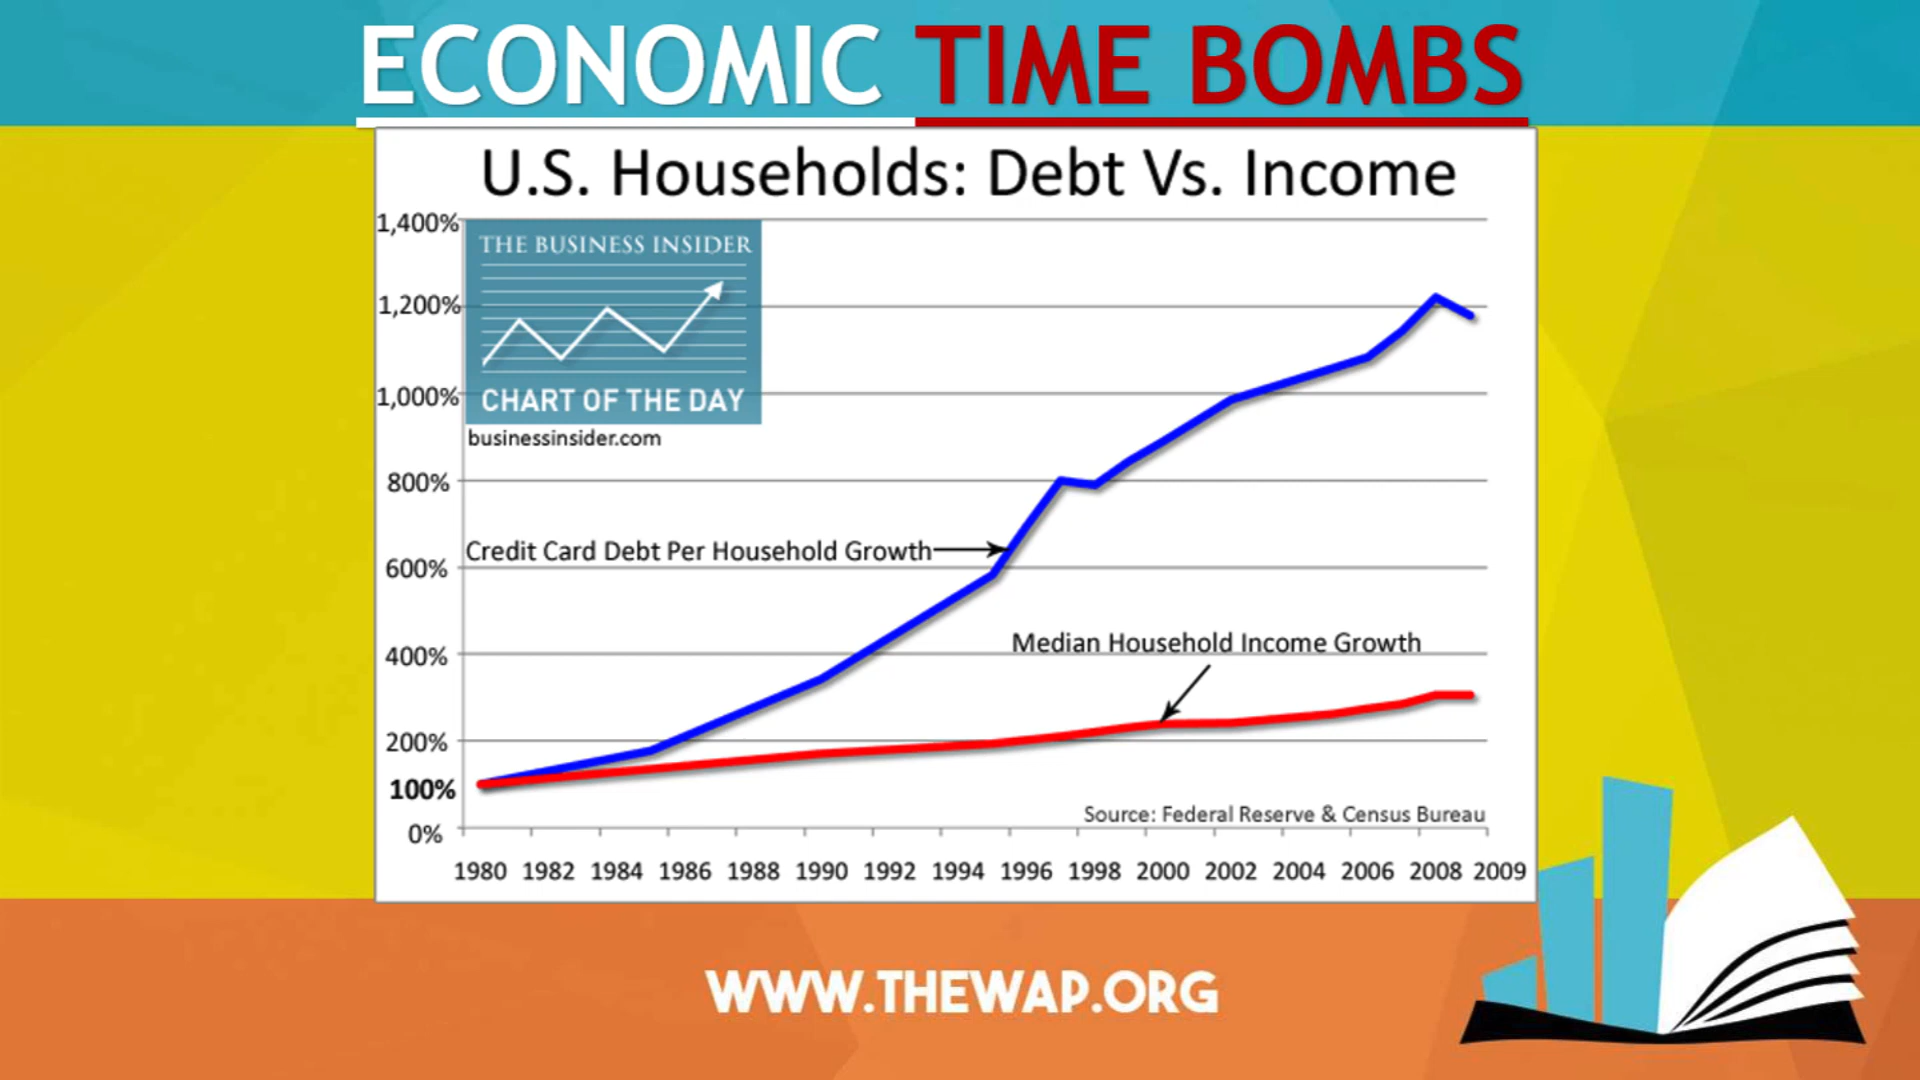 ECONOMIC TIME BOMBS
U.S. Households: Debt Vs. Income
1,400%
THE BUSINESS INSIDER
1,200%
1,000%
CHART OF THE DAY
businessinsider.com
800%
Credit Card Debt Per Household Growth
600%
Median Household Income Growth
400%
200%
100%
Source: Federal Reserve & Census Bureau
0%
1980 1982 1984 1986 1988 1990 1992 1994 1996 1998 2000 2002 2004 2006 2008 2009
WWW.THEWAP.ORG